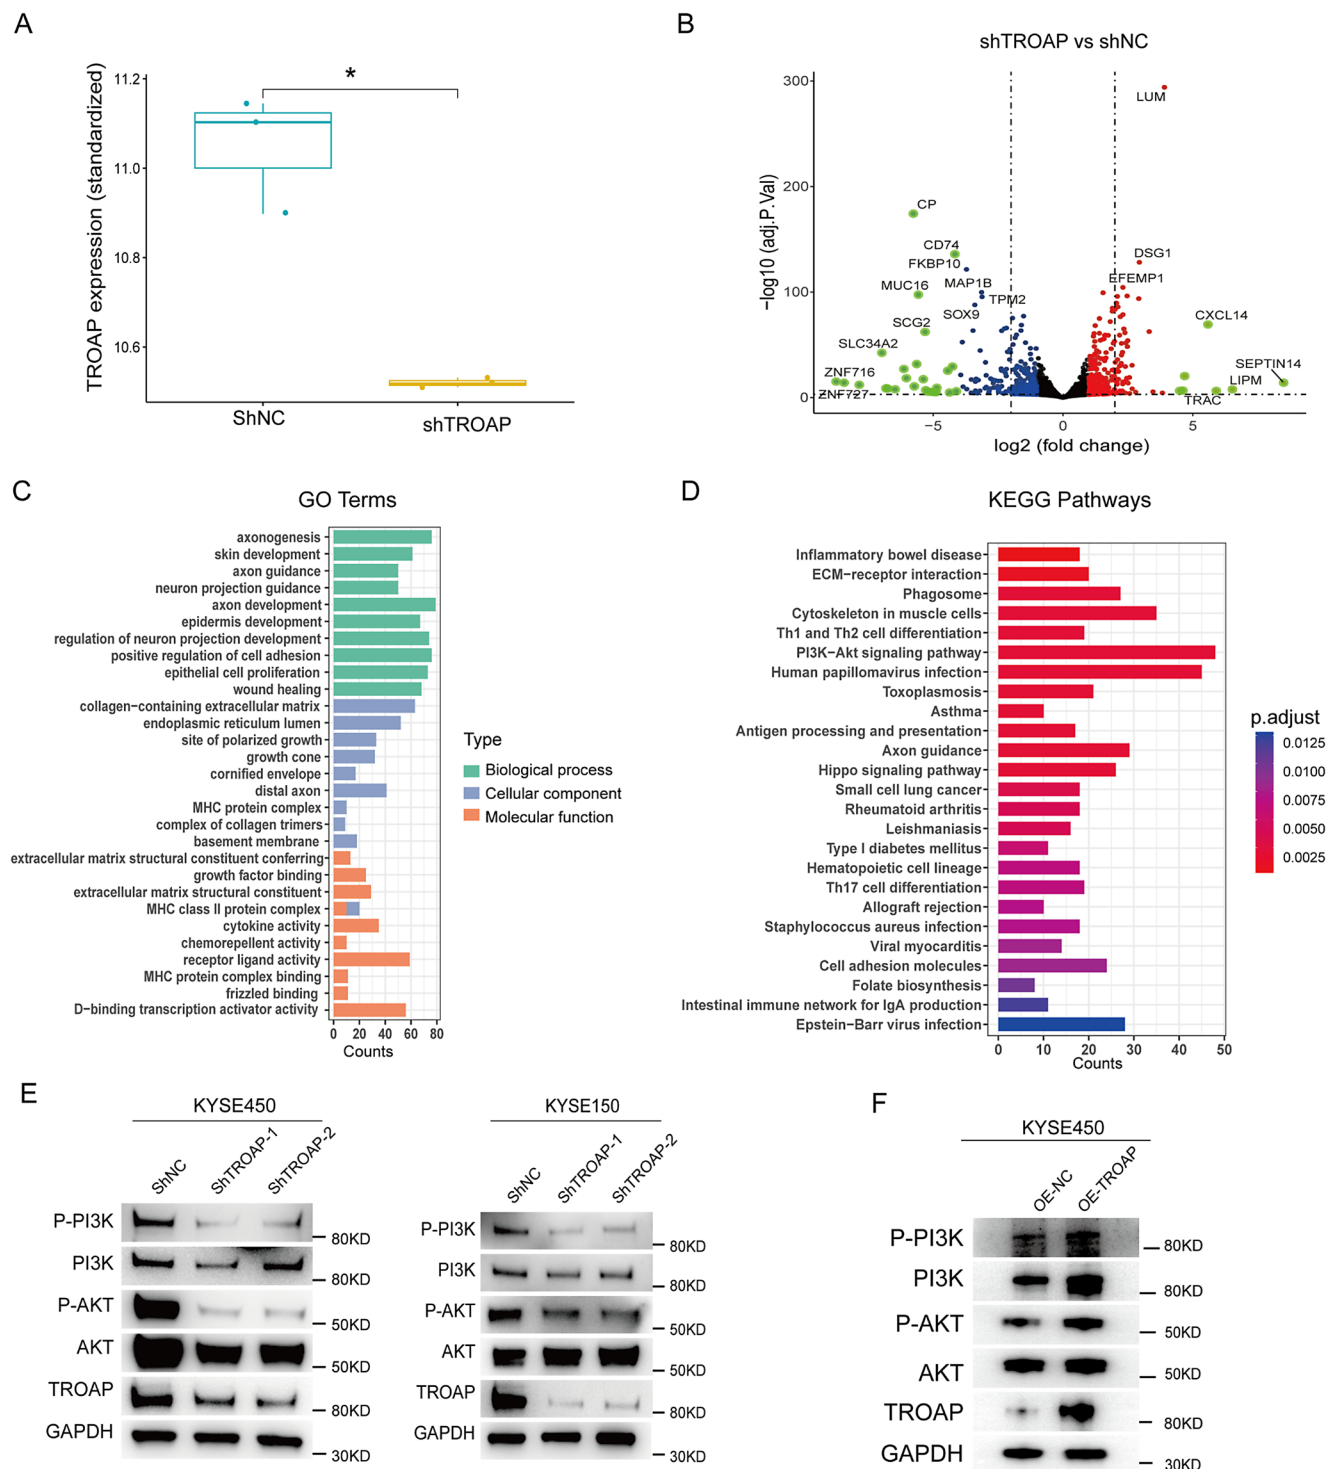 A
TROAP expression (standardized)
11.2
11.0
10.8
10.6
*
ShNC
shTROAP
B
shTROAP vs shNC
−log10 (adj.P.Val)
300
200
100
0
LUM
CP
CD74
FKBP10
DSG1
MUC16
MAP1B
EFEMP1
TPM2
SOX9
SCG2
CXCL14
SLC34A2
SEPTIN14
ZNF716
LIPM
ZNF727
TRAC
−5
0
5
log2 (fold change)
C
GO Terms
axonogenesis
skin development
axon guidance
neuron projection guidance
axon development
epidermis development
regulation of neuron projection development
positive regulation of cell adhesion
epithelial cell proliferation
wound healing
collagen−containing extracellular matrix
endoplasmic reticulum lumen
site of polarized growth
growth cone
cornified envelope
distal axon
MHC protein complex
complex of collagen trimers
basement membrane
extracellular matrix structural constituent conferring
growth factor binding
extracellular matrix structural constituent
MHC class II protein complex
cytokine activity
chemorepellent activity
receptor ligand activity
MHC protein complex binding
frizzled binding
D−binding transcription activator activity
0 20 40 60 80
Counts
Type
Biological process
Cellular component
Molecular function
D
KEGG Pathways
Inflammatory bowel disease
ECM−receptor interaction
Phagosome
Cytoskeleton in muscle cells
Th1 and Th2 cell differentiation
PI3K−Akt signaling pathway
Human papillomavirus infection
Toxoplasmosis
Asthma
Antigen processing and presentation
Axon guidance
Hippo signaling pathway
Small cell lung cancer
Rheumatoid arthritis
Leishmaniasis
Type I diabetes mellitus
Hematopoietic cell lineage
Th17 cell differentiation
Allograft rejection
Staphylococcus aureus infection
Viral myocarditis
Cell adhesion molecules
Folate biosynthesis
Intestinal immune network for IgA production
Epstein−Barr virus infection
0 10 20 30 40 50
Counts
p.adjust
0.0125
0.0100
0.0075
0.0050
0.0025
E
KYSE450
ShNC
ShTROAP-1
ShTROAP-2
P-PI3K
80KD
PI3K
80KD
P-AKT
50KD
AKT
50KD
TROAP
80KD
GAPDH
30KD
KYSE150
ShNC
ShTROAP-1
ShTROAP-2
P-PI3K
80KD
PI3K
80KD
P-AKT
50KD
AKT
50KD
TROAP
80KD
GAPDH
30KD
F
KYSE450
OE-NC
OE-TROAP
P-PI3K
80KD
PI3K
80KD
P-AKT
50KD
AKT
50KD
TROAP
80KD
GAPDH
30KD